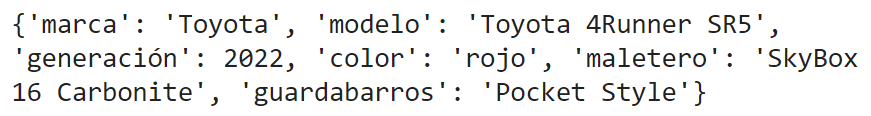 {'marca': 'Toyota', 'modelo': 'Toyota 4Runner SR5',
'generación': 2022, 'color': 'rojo', 'maletero': 'SkyBox
16 Carbonite', 'guardabarros': 'Pocket Style'}